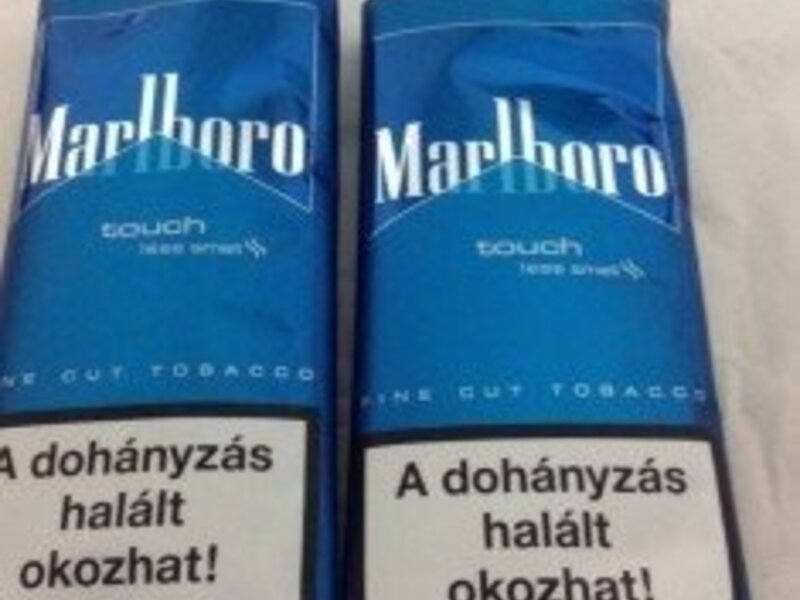 Marlboro
touch
less smell
FINE CUT TOBACCO
A dohányzás
halált
okozhat!
Marlboro
touch
less smell
FINE CUT TOBACCO
A dohányzás
halált
okozhat!